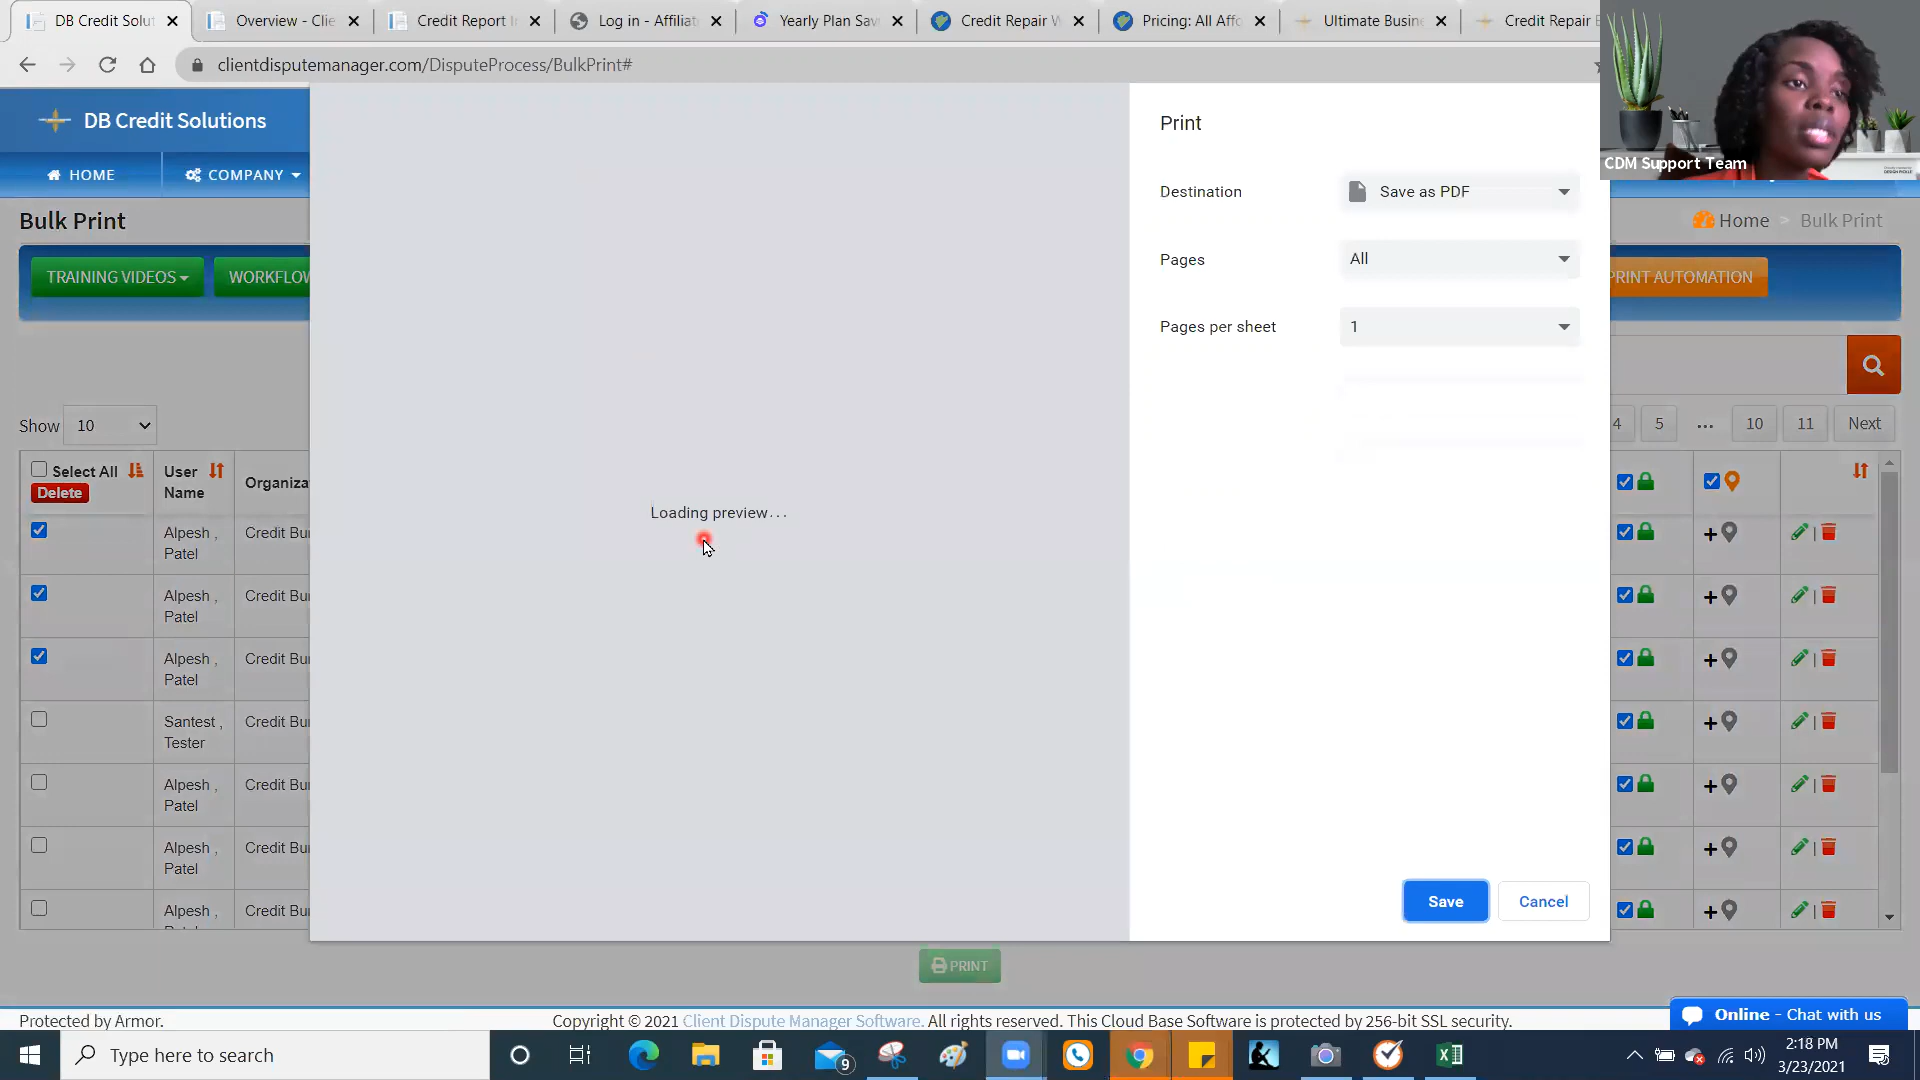 DB Credit Solut
Overview - Clie
Credit Report I
Log in - Affiliate
Yearly Plan Sav
Credit Repair W
Pricing: All Affo
Ultimate Busin
Credit Repair B
clientdisputemanager.com/DisputeProcess/BulkPrint#
DB Credit Solutions
HOME
COMPANY
CDM Support Team
Bulk Print
Home > Bulk Print
TRAINING VIDEOS
WORKFLOW
PRINT AUTOMATION
Print
Destination
Save as PDF
Pages
All
Pages per sheet
1
Loading preview...
Save
Cancel
Show 10
4 5 ... 10 11 Next
Select All
Delete
User Name
Organiza
Alpesh , Patel
Credit Bu
Alpesh , Patel
Credit Bu
Alpesh , Patel
Credit Bu
Santest , Tester
Credit Bu
Alpesh , Patel
Credit Bu
Alpesh , Patel
Credit Bu
Alpesh ,
Credit Bu
PRINT
Protected by Armor.
Copyright © 2021 Client Dispute Manager Software. All rights reserved. This Cloud Base Software is protected by 256-bit SSL security.
Online - Chat with us
Type here to search
9
2:18 PM
3/23/2021